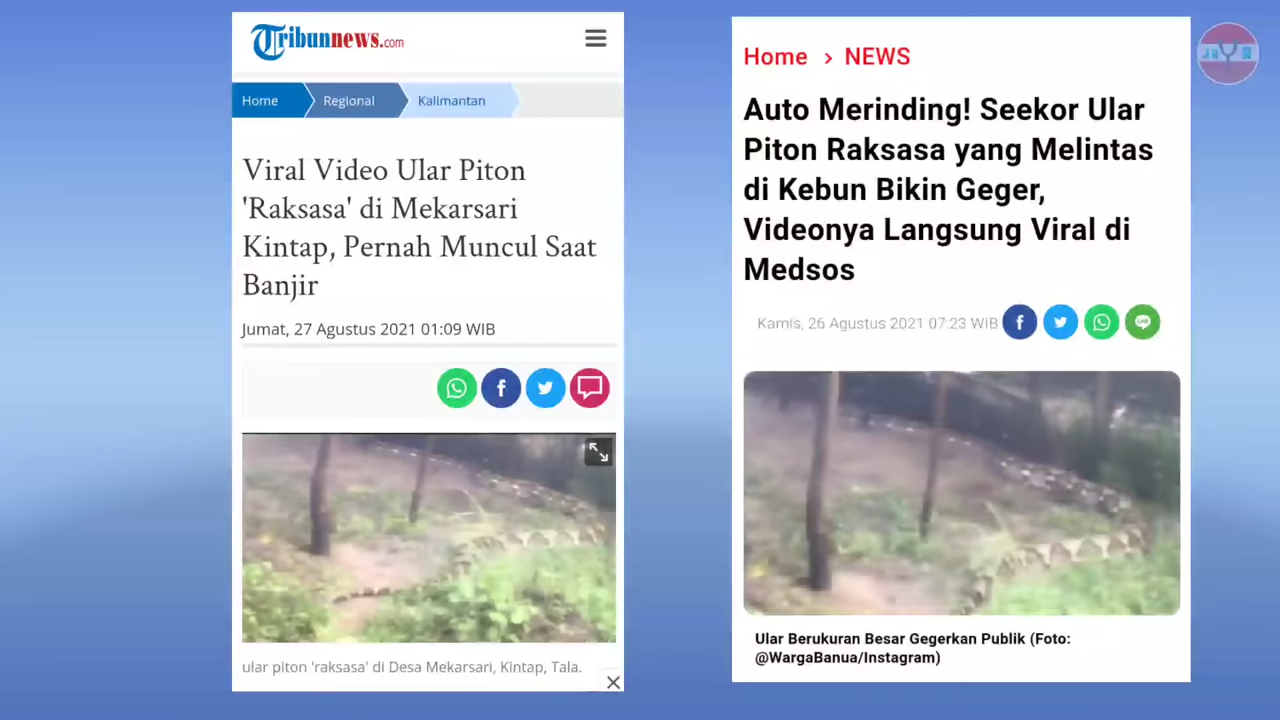 Tribunnews.com
Home Regional Kalimantan
Viral Video Ular Piton
'Raksasa' di Mekarsari
Kintap, Pernah Muncul Saat
Banjir
Jumat, 27 Agustus 2021 01:09 WIB
ular piton 'raksasa' di Desa Mekarsari, Kintap, Tala.
Home > NEWS
Auto Merinding! Seekor Ular
Piton Raksasa yang Melintas
di Kebun Bikin Geger,
Videonya Langsung Viral di
Medsos
Kamis, 26 Agustus 2021 07:23 WIB
Ular Berukuran Besar Gegerkan Publik (Foto:
@WargaBanua/Instagram)